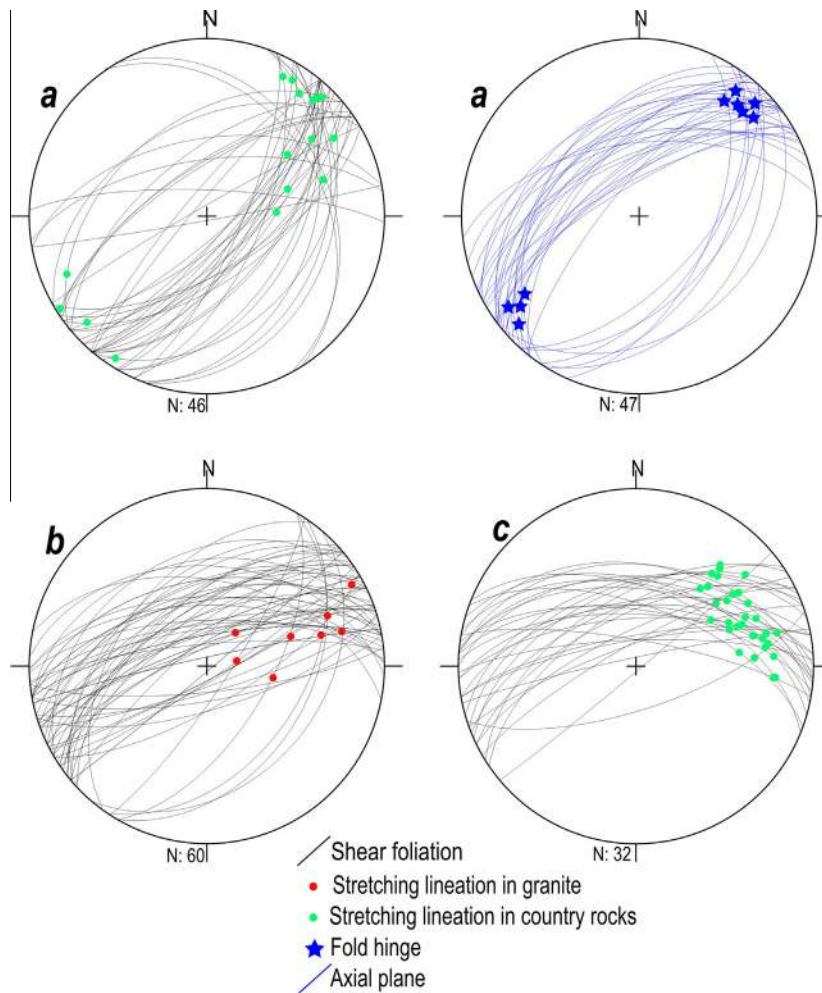 N
N
a
a
N: 46
N: 47
N
N
b
c
N: 60
N: 32
Shear foliation
Stretching lineation in granite
Stretching lineation in country rocks
Fold hinge
Axial plane